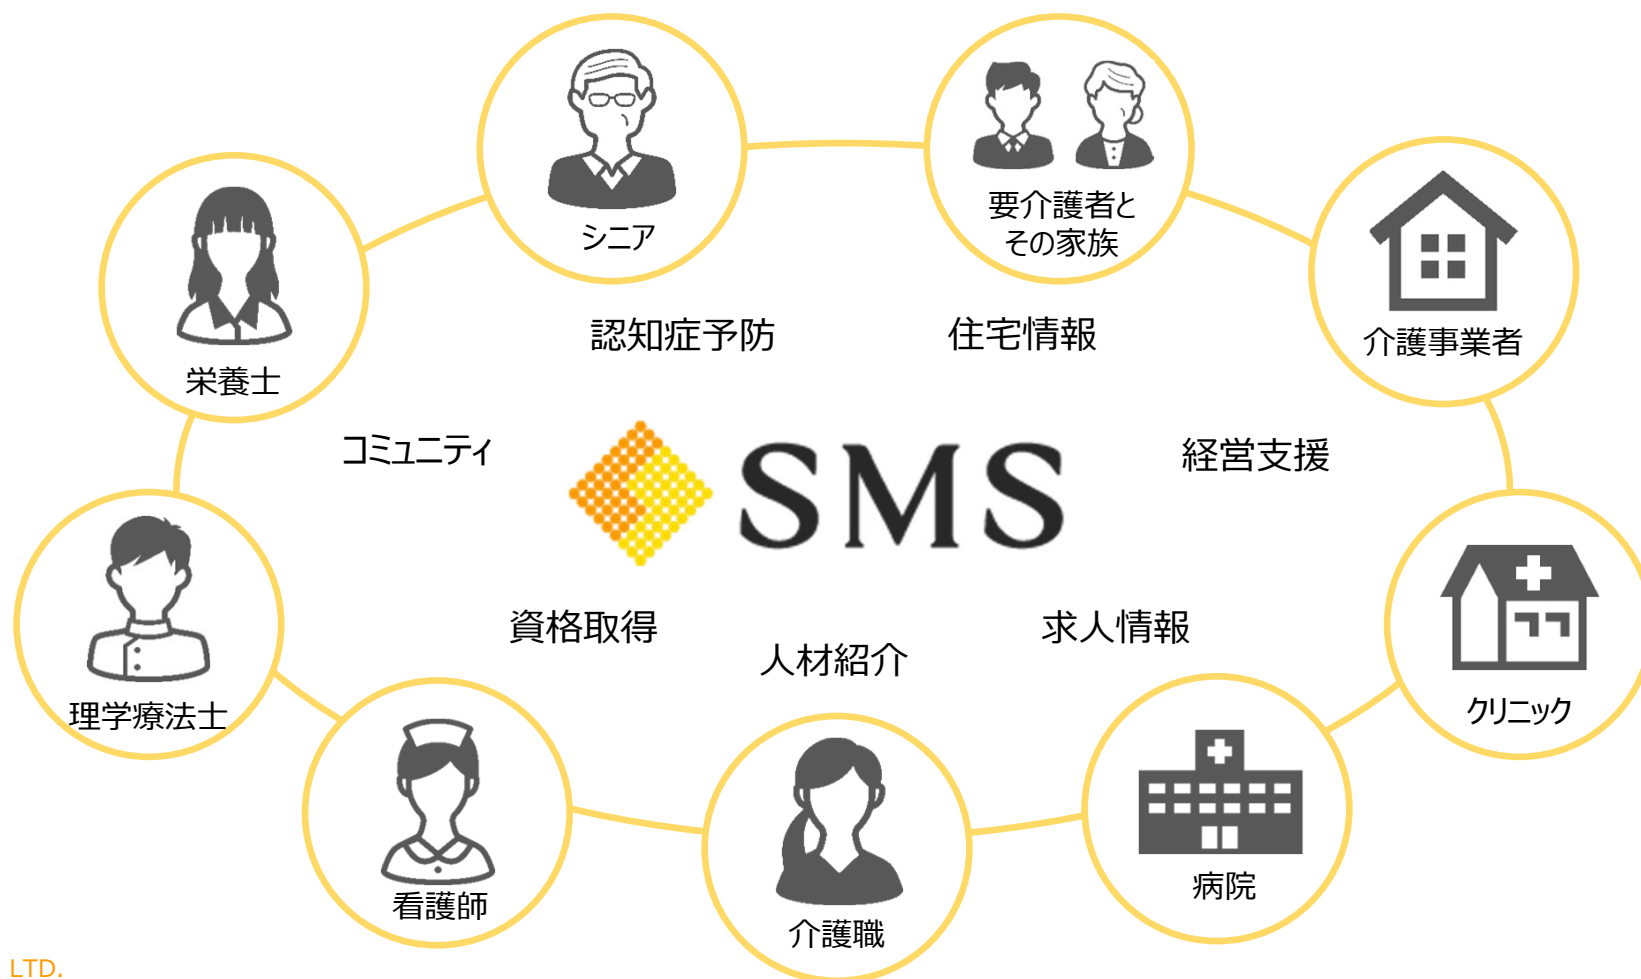 シニア
要介護者と
その家族
栄養士
介護事業者
認知症予防
住宅情報
コミュニティ
経営支援
SMS
資格取得
求人情報
人材紹介
理学療法士
クリニック
看護師
介護職
病院
LTD.